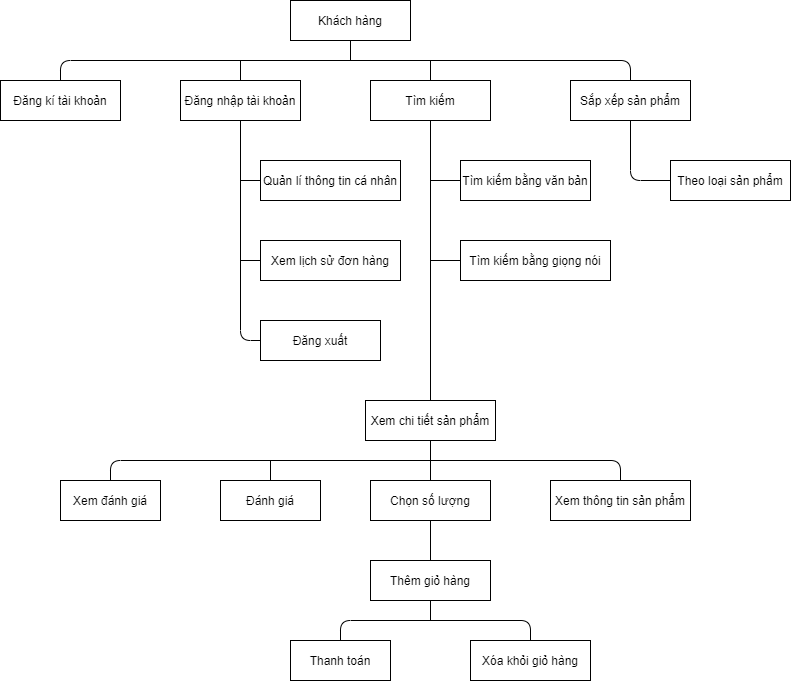 Khách hàng
Đăng kí tài khoản
Đăng nhập tài khoản
Tìm kiếm
Sắp xếp sản phẩm
Quản lí thông tin cá nhân
Tìm kiếm bằng văn bản
Theo loại sản phẩm
Xem lịch sử đơn hàng
Tìm kiếm bằng giọng nói
Đăng xuất
Xem chi tiết sản phẩm
Xem đánh giá
Đánh giá
Chọn số lượng
Xem thông tin sản phẩm
Thêm giỏ hàng
Thanh toán
Xóa khỏi giỏ hàng